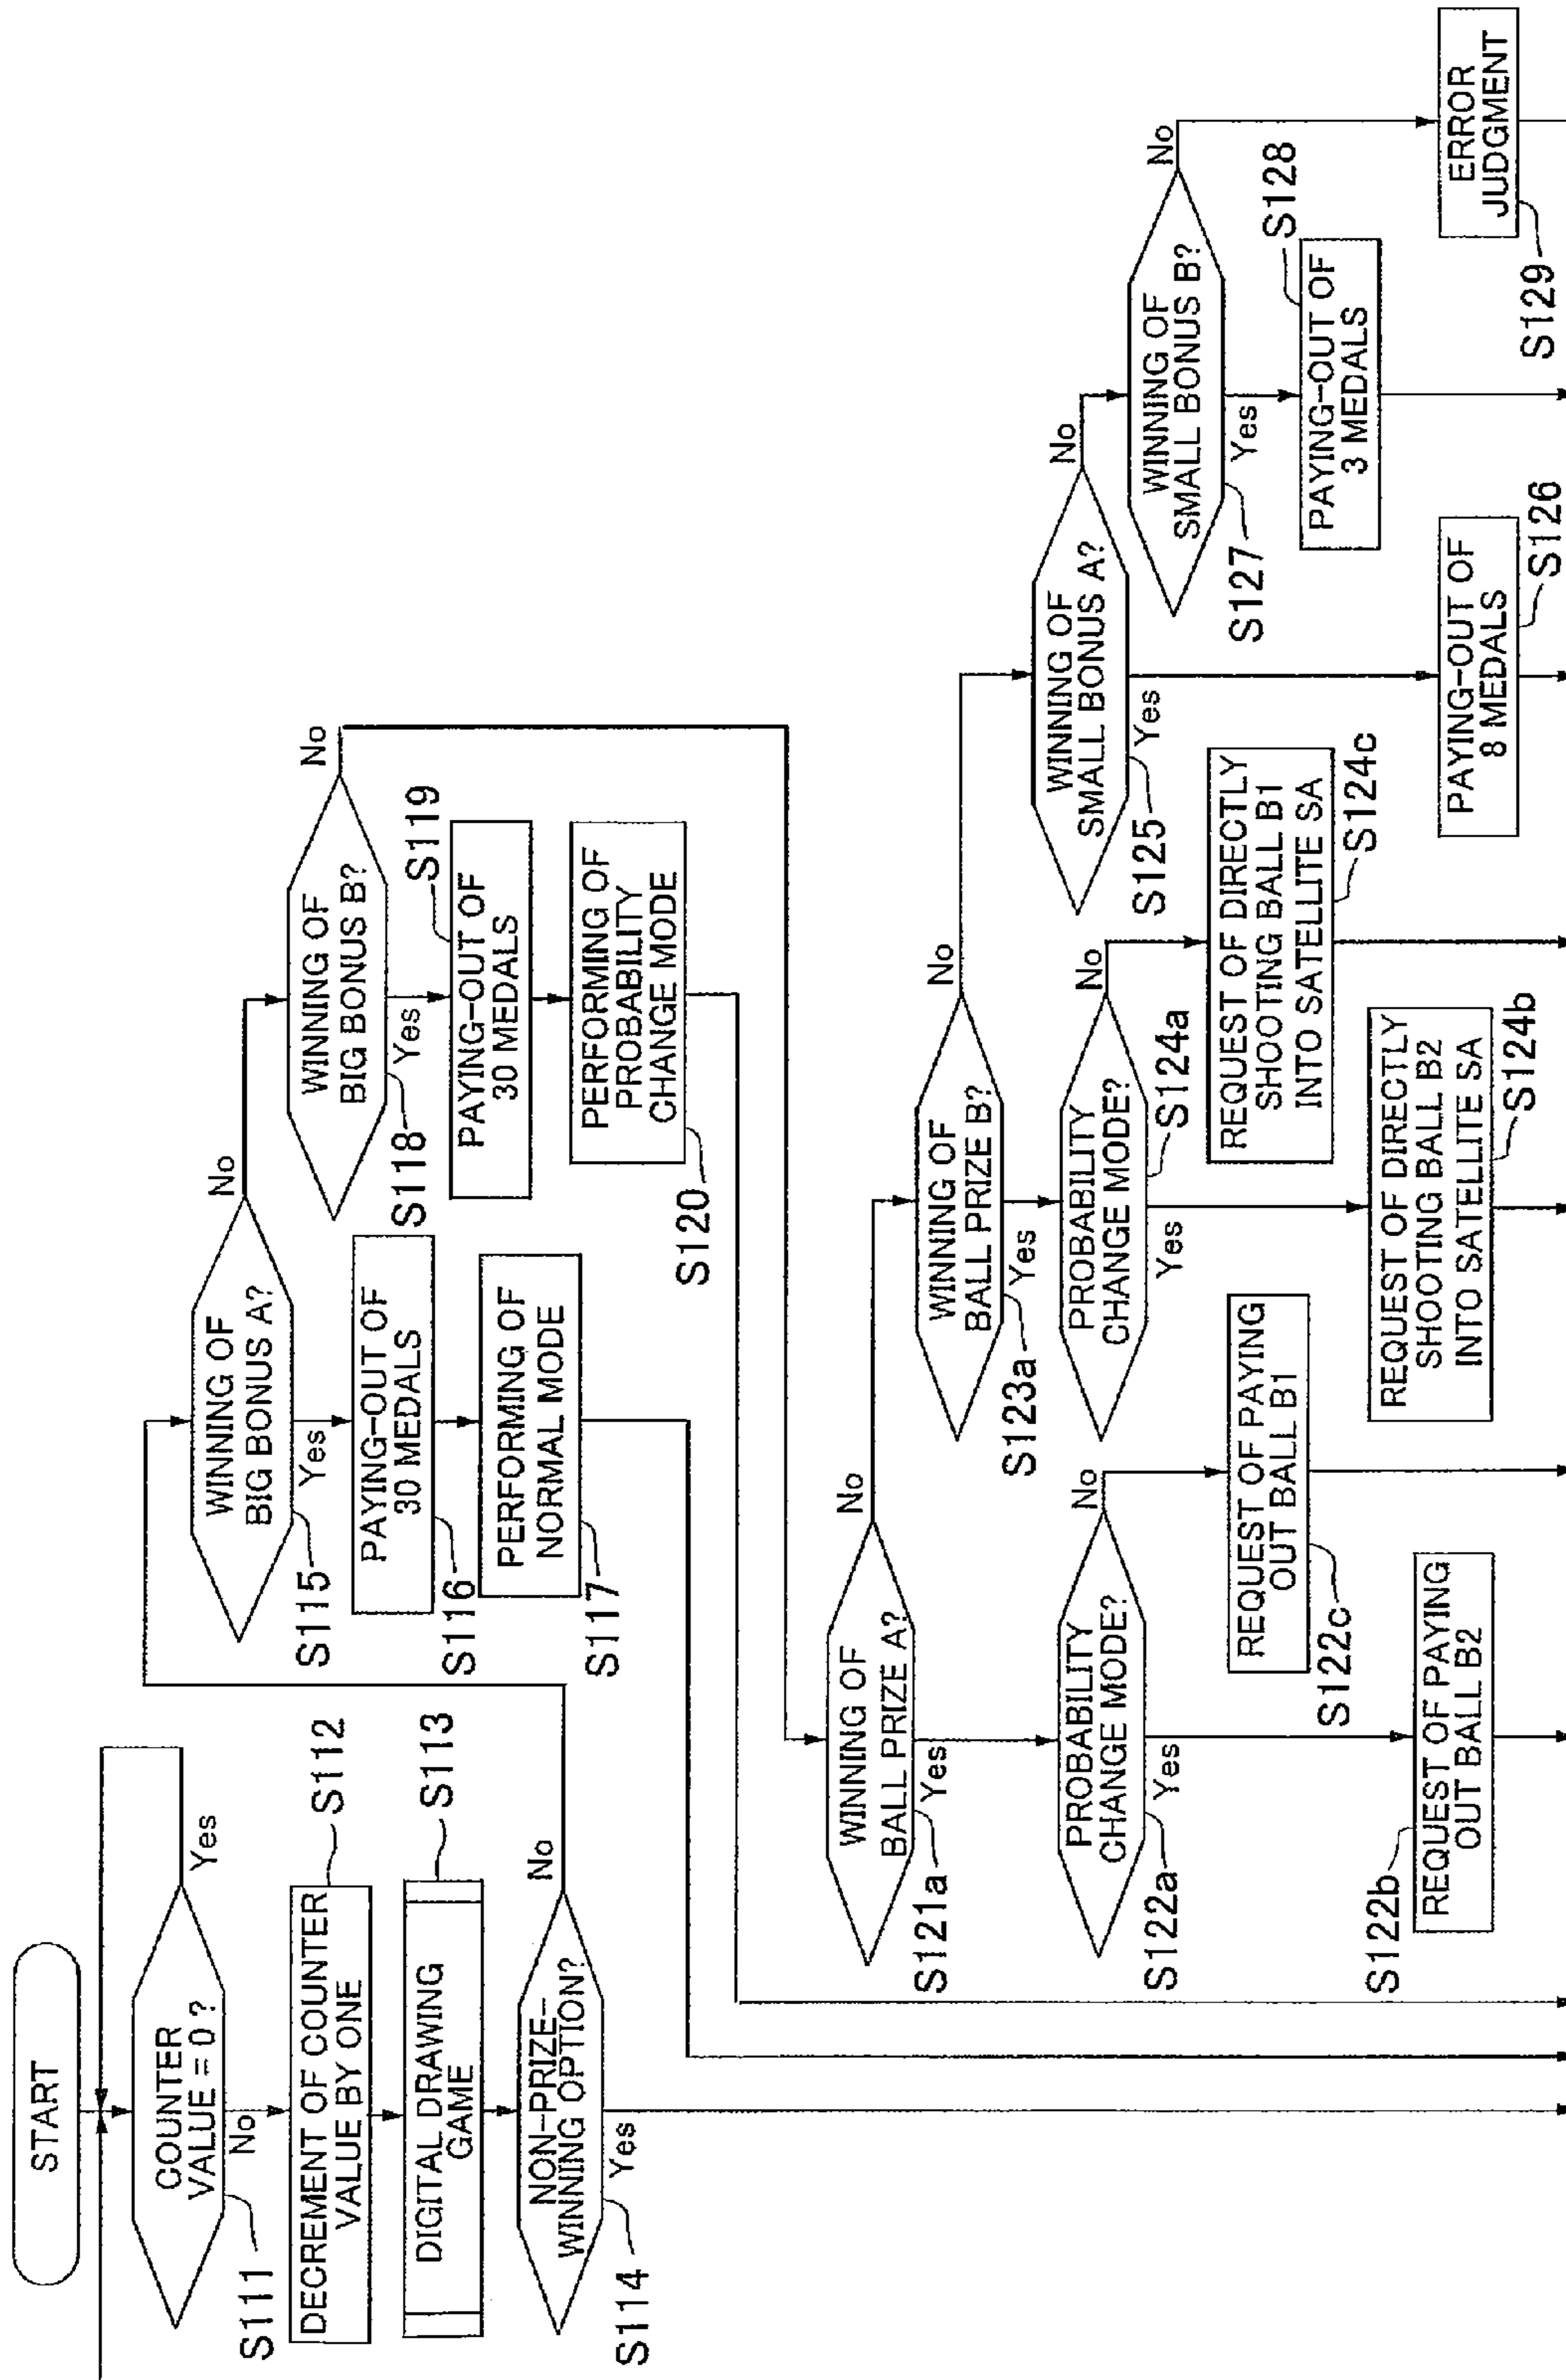 START
COUNTER
VALUE = 0 ?
Yes
No
S111
DECREMENT OF COUNTER
VALUE BY ONE
S112
DIGITAL DRAWING
GAME
S113
NON-PRIZE-
WINNING OPTION?
No
Yes
S114
WINNING OF
BIG BONUS A?
No
Yes
S115
PAYING-OUT OF
30 MEDALS
S116
PERFORMING OF
NORMAL MODE
S117
WINNING OF
BIG BONUS B?
No
Yes
S118
PAYING-OUT OF
30 MEDALS
S119
PERFORMING OF
PROBABILITY
CHANGE MODE
S120
WINNING OF
BALL PRIZE A?
No
Yes
S121a
PROBABILITY
CHANGE MODE?
No
Yes
S122a
REQUEST OF PAYING
OUT BALL B2
S122b
REQUEST OF PAYING
OUT BALL B1
S122c
WINNING OF
BALL PRIZE B?
No
Yes
S123a
PROBABILITY
CHANGE MODE?
No
Yes
S124a
REQUEST OF DIRECTLY
SHOOTING BALL B2
INTO SATELLITE SA
S124b
REQUEST OF DIRECTLY
SHOOTING BALL B1
INTO SATELLITE SA
S124c
WINNING OF
SMALL BONUS A?
No
Yes
S125
PAYING-OUT OF
8 MEDALS
S126
WINNING OF
SMALL BONUS B?
No
Yes
S127
PAYING-OUT OF
3 MEDALS
S128
ERROR
JUDGMENT
S129